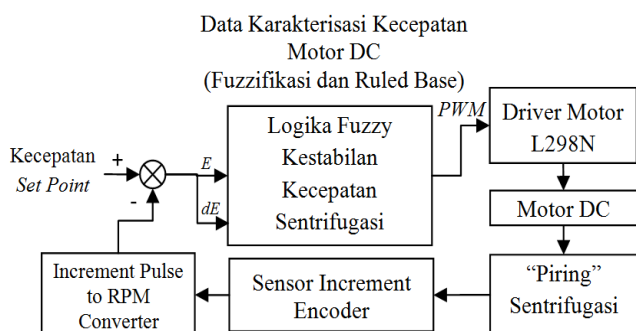 Data Karakterisasi Kecepatan
Motor DC
(Fuzzifikasi dan Ruled Base)
Kecepatan
Set Point
+
-
E
dE
Logika Fuzzy
Kestabilan
Kecepatan
Sentrifugasi
PWM
Driver Motor
L298N
Motor DC
“Piring”
Sentrifugasi
Sensor Increment
Encoder
Increment Pulse
to RPM
Converter